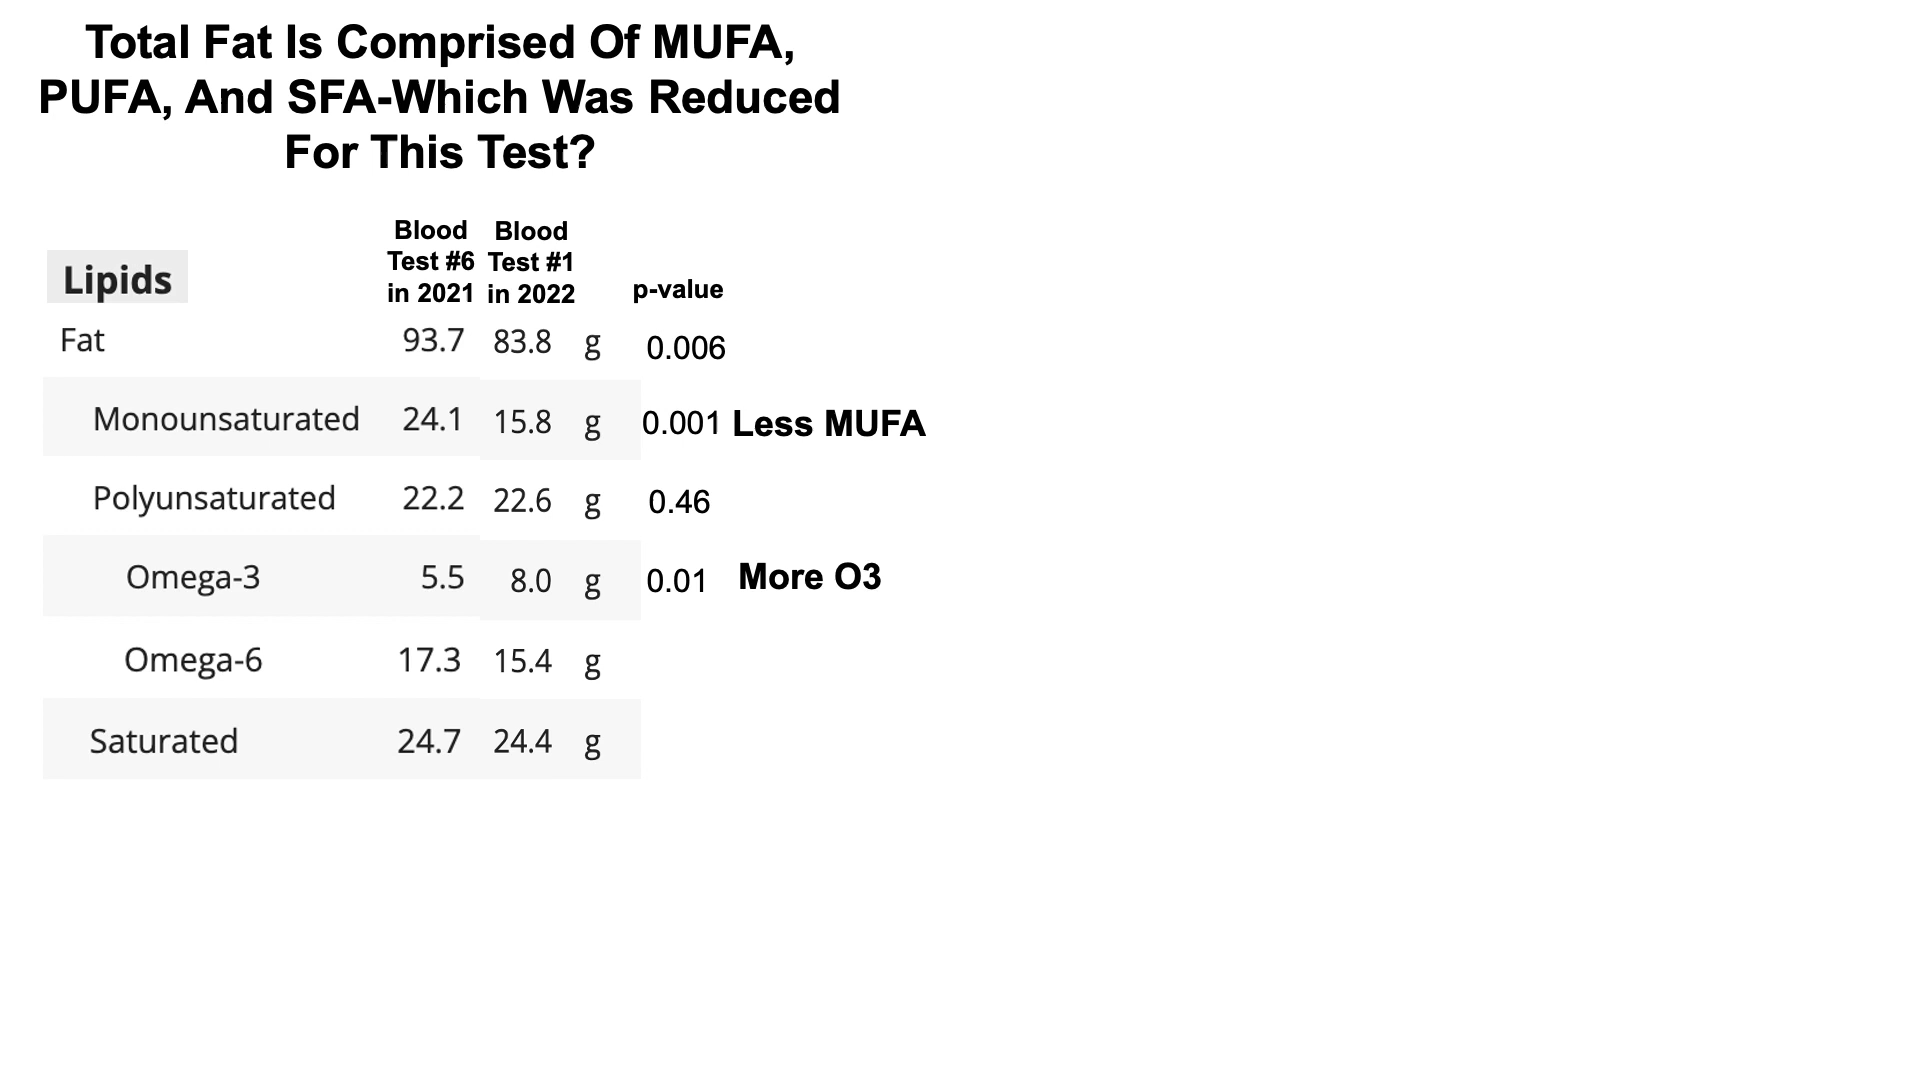 Total Fat Is Comprised Of MUFA,
PUFA, And SFA-Which Was Reduced
For This Test?
Blood Blood
Test #6 Test #1
Lipids in 2021 in 2022 p-value
Fat 93.7 83.8 g 0.006
Monounsaturated 24.1 15.8 g 0.001 Less MUFA
Polyunsaturated 22.2 22.6 g 0.46
Omega-3 5.5 8.0 g 0.01 More O3
Omega-6 17.3 15.4 g
Saturated 24.7 24.4 g